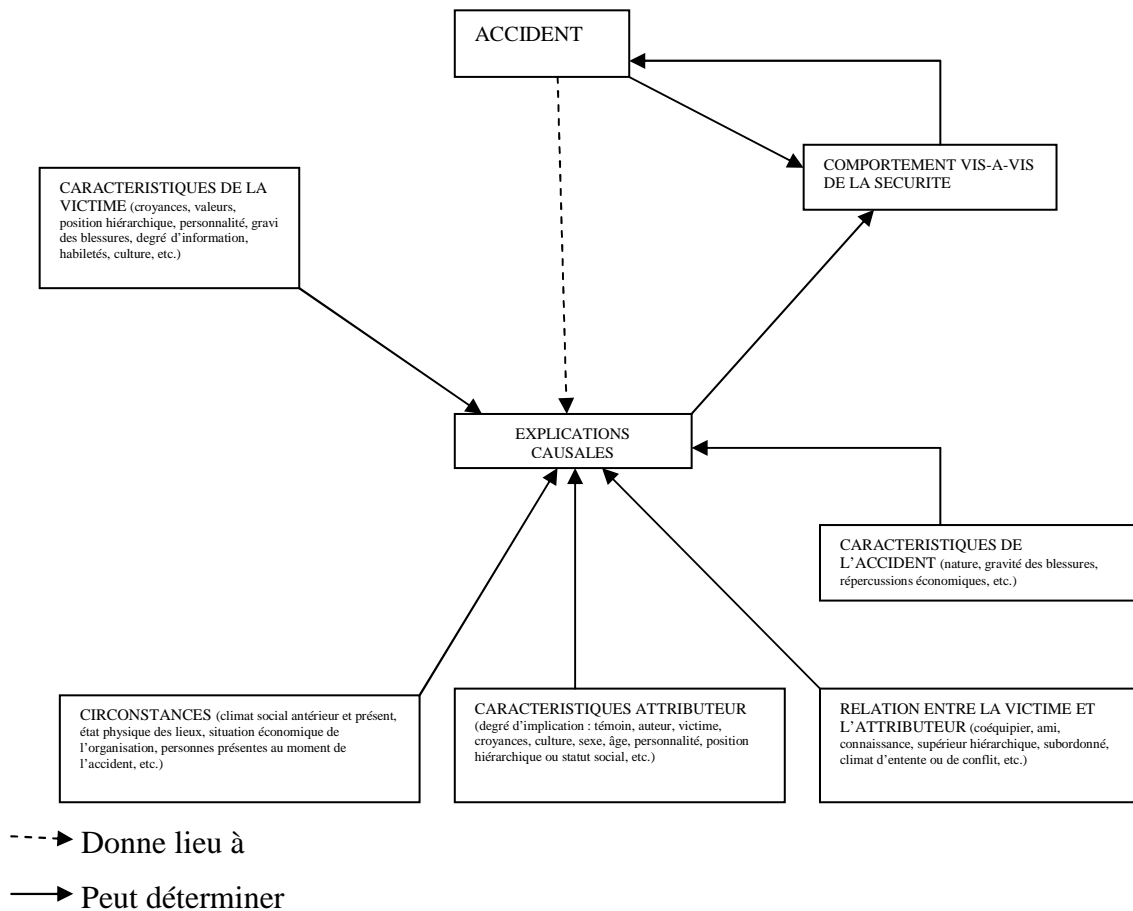 ACCIDENT
COMPORTEMENT VIS-A-VIS
DE LA SECURITE
CARACTERISTIQUES DE LA
VICTIME (croyances, valeurs,
position hiérarchique, personnalité, gravi
des blessures, degré d’information,
habiletés, culture, etc.)
EXPLICATIONS
CAUSALES
CARACTERISTIQUES DE
L’ACCIDENT (nature, gravité des blessures,
répercussions économiques, etc.)
CIRCONSTANCES (climat social antérieur et présent,
état physique des lieux, situation économique de
l’organisation, personnes présentes au moment de
l’accident, etc.)
CARACTERISTIQUES ATTRIBUTEUR
(degré d’implication : témoin, auteur, victime,
croyances, culture, sexe, âge, personnalité, position
hiérarchique ou statut social, etc.)
RELATION ENTRE LA VICTIME ET
L’ATTRIBUTEUR (coéquipier, ami,
connaissance, supérieur hiérarchique, subordonné,
climat d’entente ou de conflit, etc.)
Donne lieu à
Peut déterminer